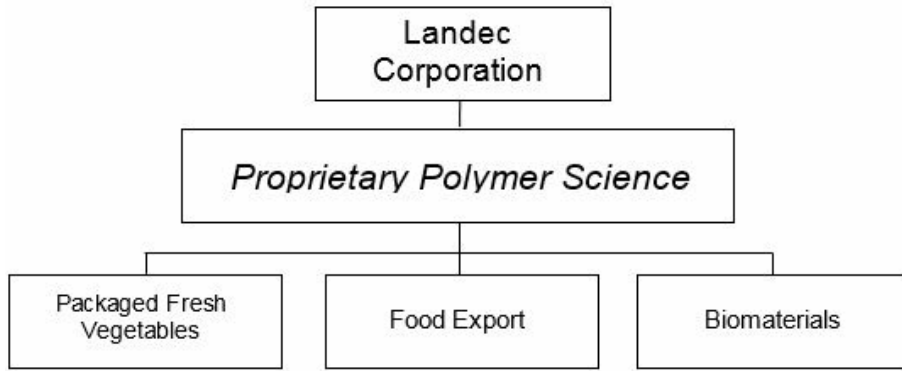 Landec
Corporation
Proprietary Polymer Science
Packaged Fresh
Vegetables
Food Export
Biomaterials